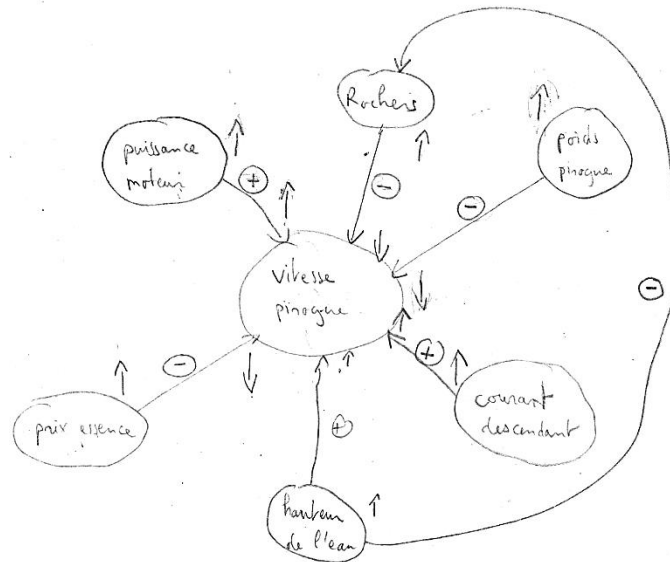 Rochers
puissance
moteur
poids
pirogue
+
-
-
vitesse
pirogue
-
-
+
prix essence
courant
descendant
+
hauteur
de l'eau